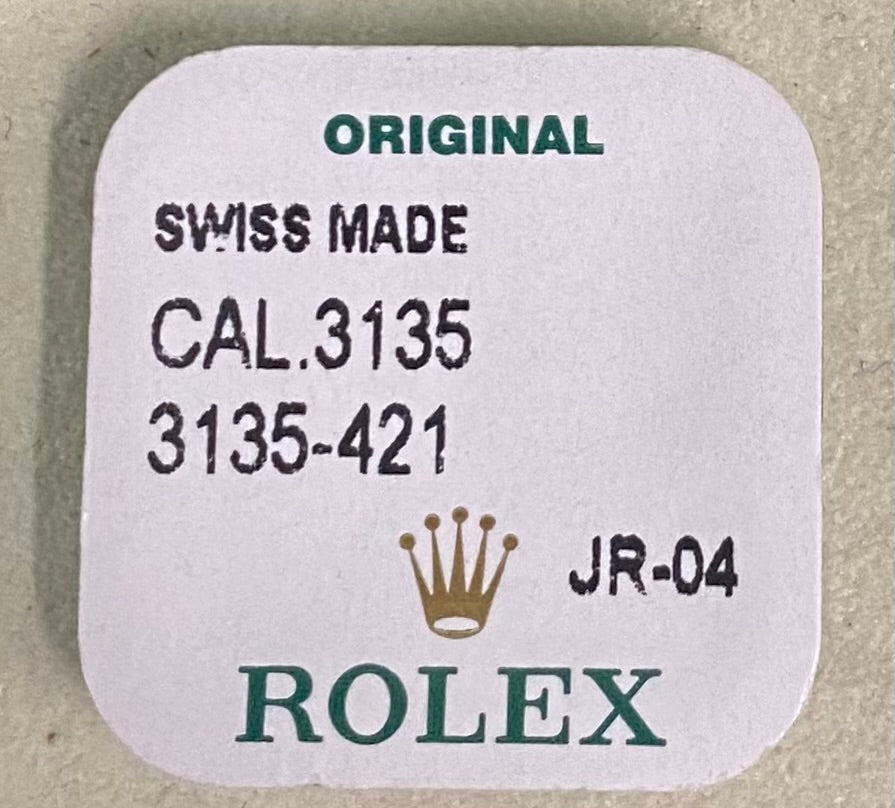 ORIGINAL
SWISS MADE
CAL.3135
3135-421
JR-04
ROLEX